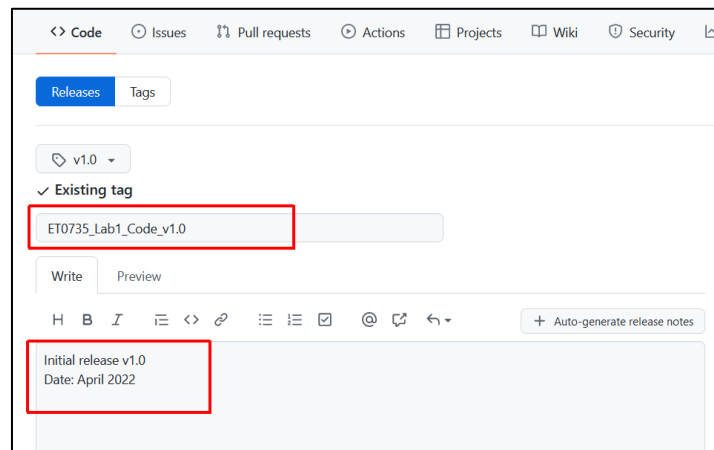 <> Code Issues Pull requests Actions Projects Wiki Security
Releases Tags
v1.0
Existing tag
ET0735_Lab1_Code_v1.0
Write Preview
H B I @
+ Auto-generate release notes
Initial release v1.0
Date: April 2022